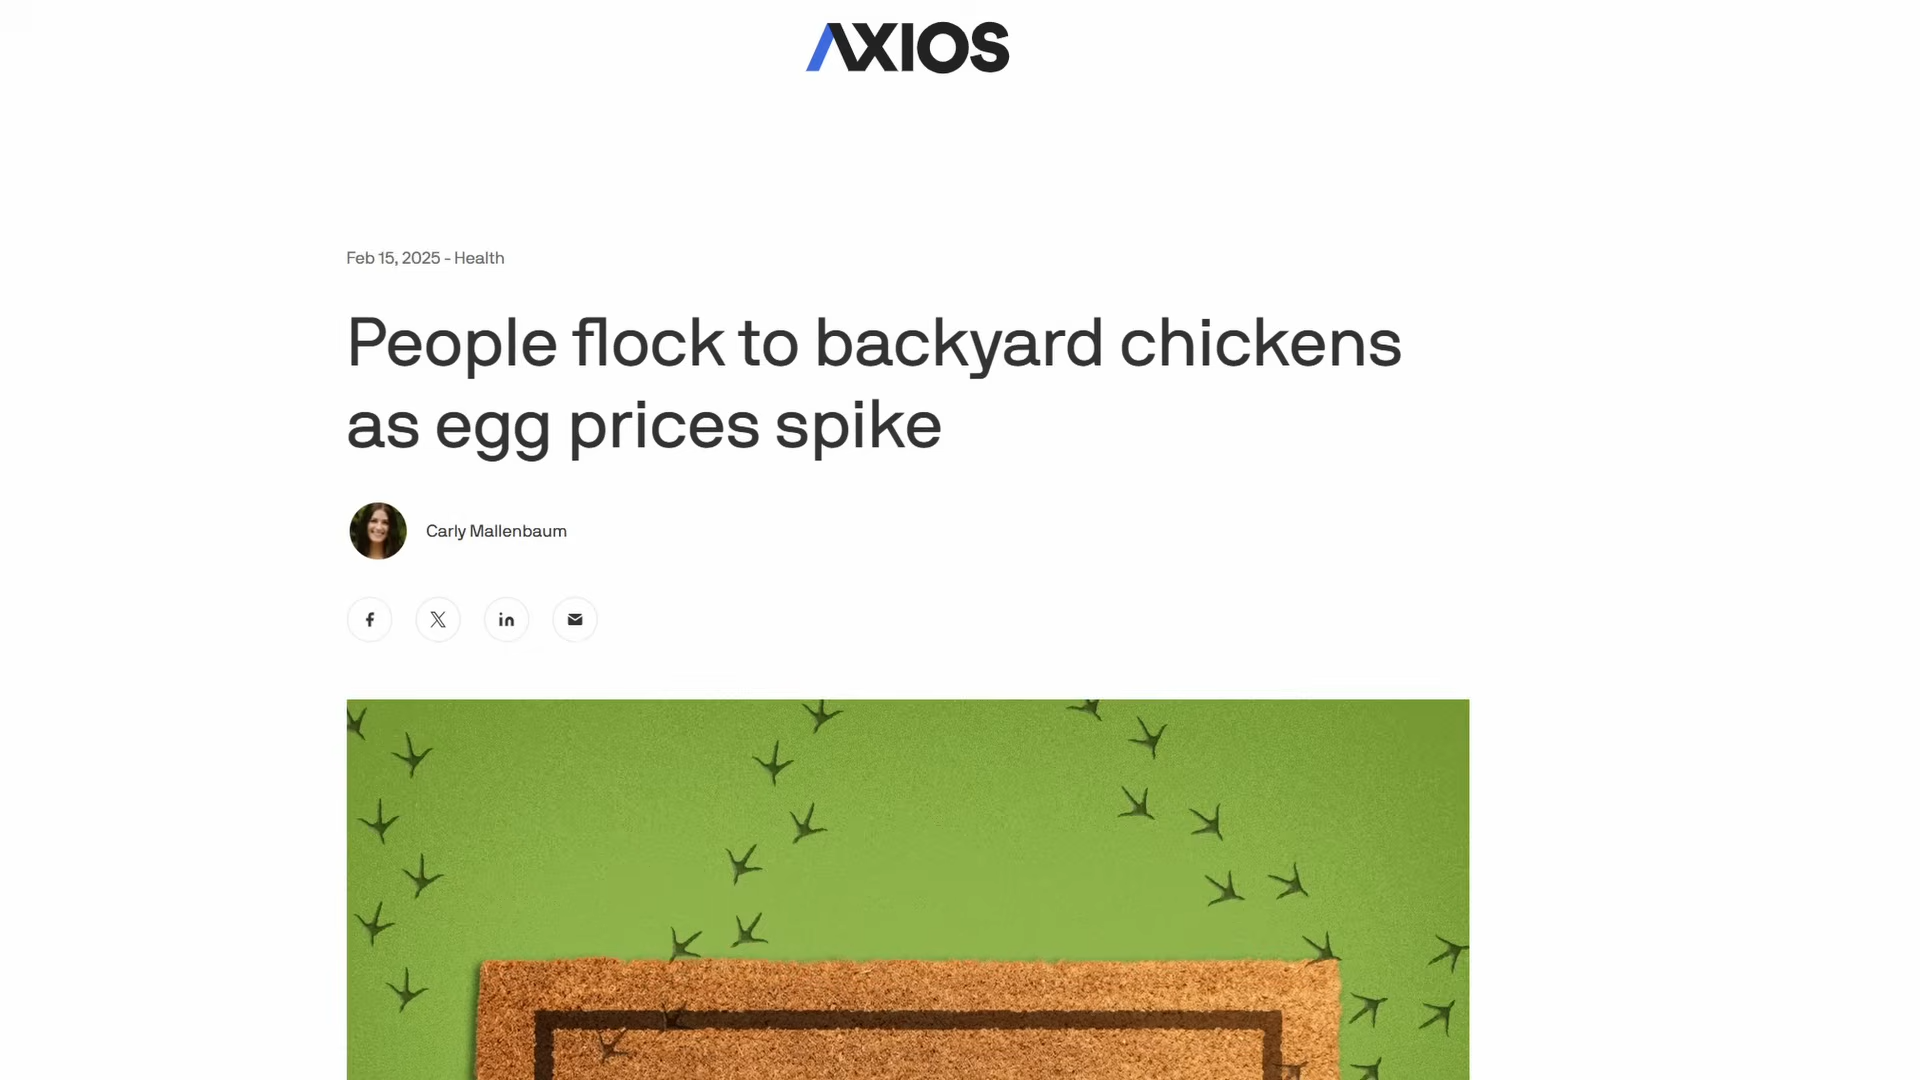 AXIOS
Feb 15, 2025 - Health
People flock to backyard chickens
as egg prices spike
Carly Mallenbaum